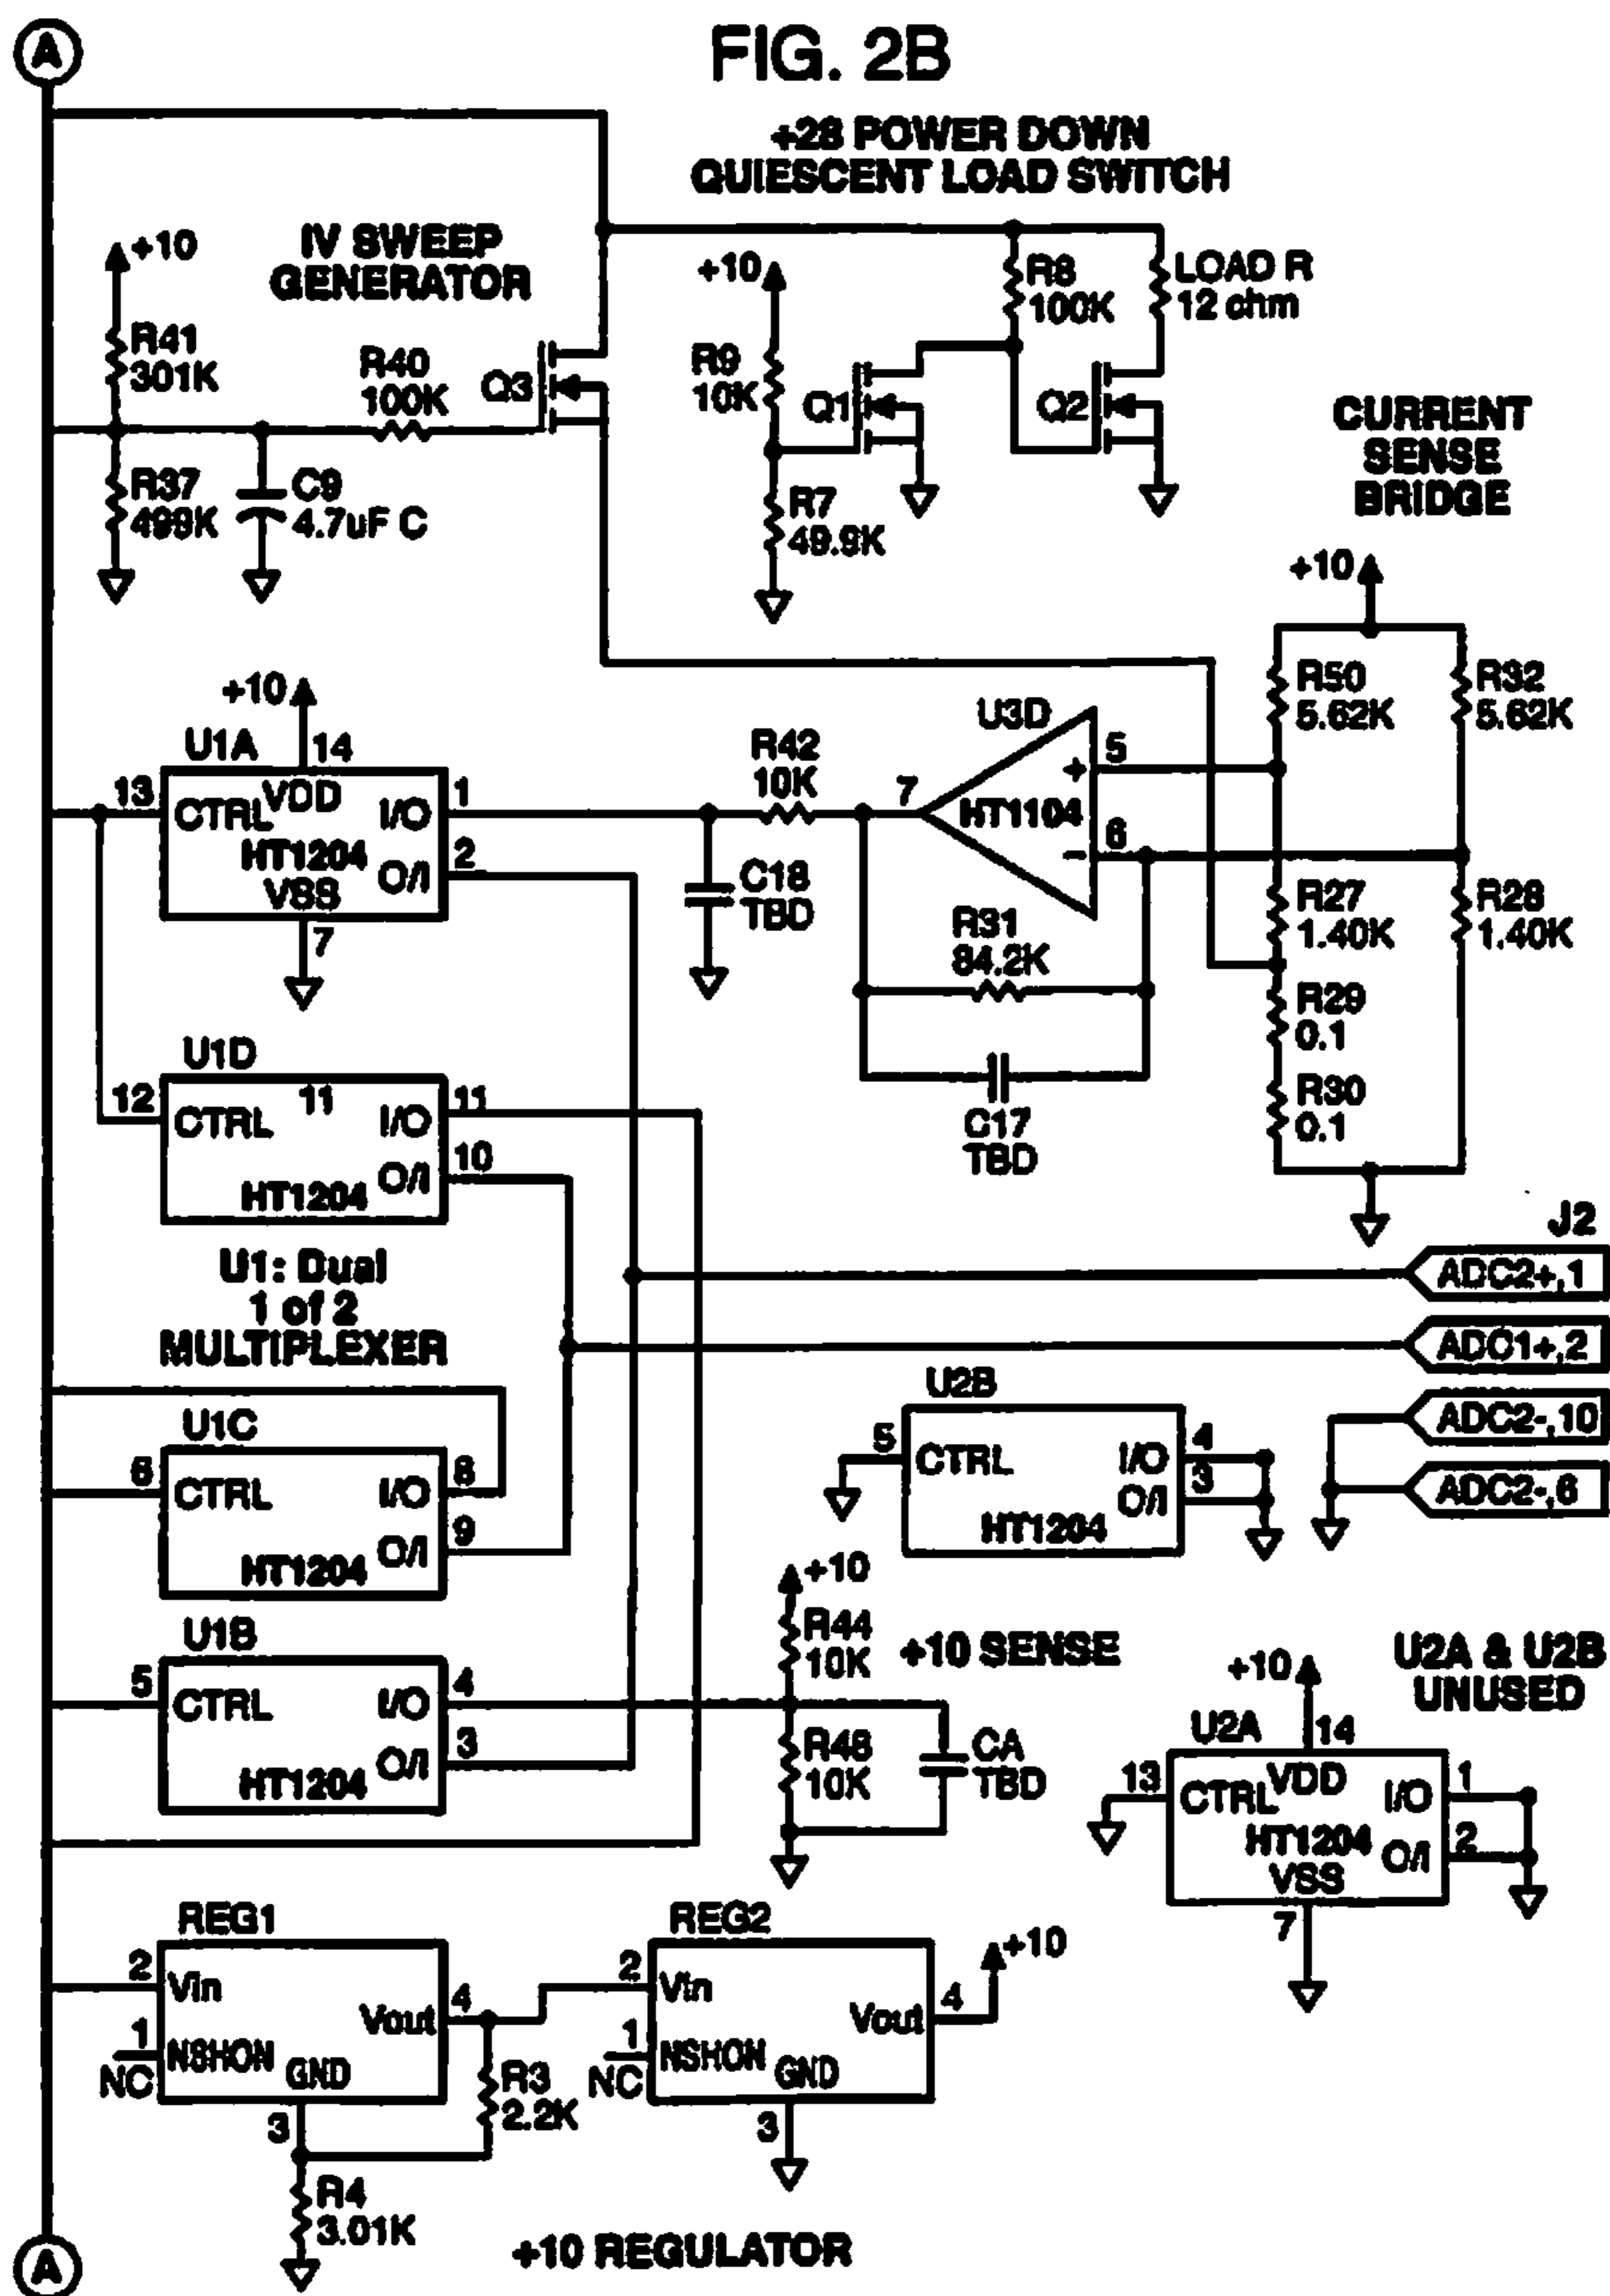 FIG. 2B
A
+28 POWER DOWN
QUIESCENT LOAD SWITCH
IV SWEEP
GENERATOR
+10
R41
301K
R40
100K
Q3
R37
499K
C9
4.7uF C
+10
R9
10K
Q1
R7
49.9K
R8
100K
LOAD R
12 ohm
Q2
CURRENT
SENSE
BRIDGE
+10
R50
5.62K
R32
5.62K
R27
1.40K
R28
1.40K
R29
0.1
R30
0.1
+10
U1A
14
13
CTRL
VDD
I/O
1
HT1204
VSS
O/I
2
7
R42
10K
C18
TBD
U3D
7
HT1104
+
5
-
6
R31
84.2K
C17
TBD
U1D
12
CTRL
11
I/O
11
O/I
10
HT1204
U1: Dual
1 of 2
MULTIPLEXER
J2
ADC2+,1
ADC1+,2
ADC2-,10
ADC2-,6
U1C
6
CTRL
I/O
8
O/I
9
HT1204
U2B
5
CTRL
I/O
4
3
O/I
HT1204
U1B
5
CTRL
I/O
4
O/I
3
HT1204
+10
R44
10K
+10 SENSE
R46
10K
CA
TBD
U2A & U2B
UNUSED
+10
U2A
14
13
CTRL
VDD
I/O
1
HT1204
VSS
O/I
2
7
REG1
2
Vin
Vout
4
1
NC
NSHON
GND
3
R3
2.2K
R4
3.01K
REG2
2
Vin
Vout
4
+10
1
NC
NSHON
GND
3
+10 REGULATOR
A